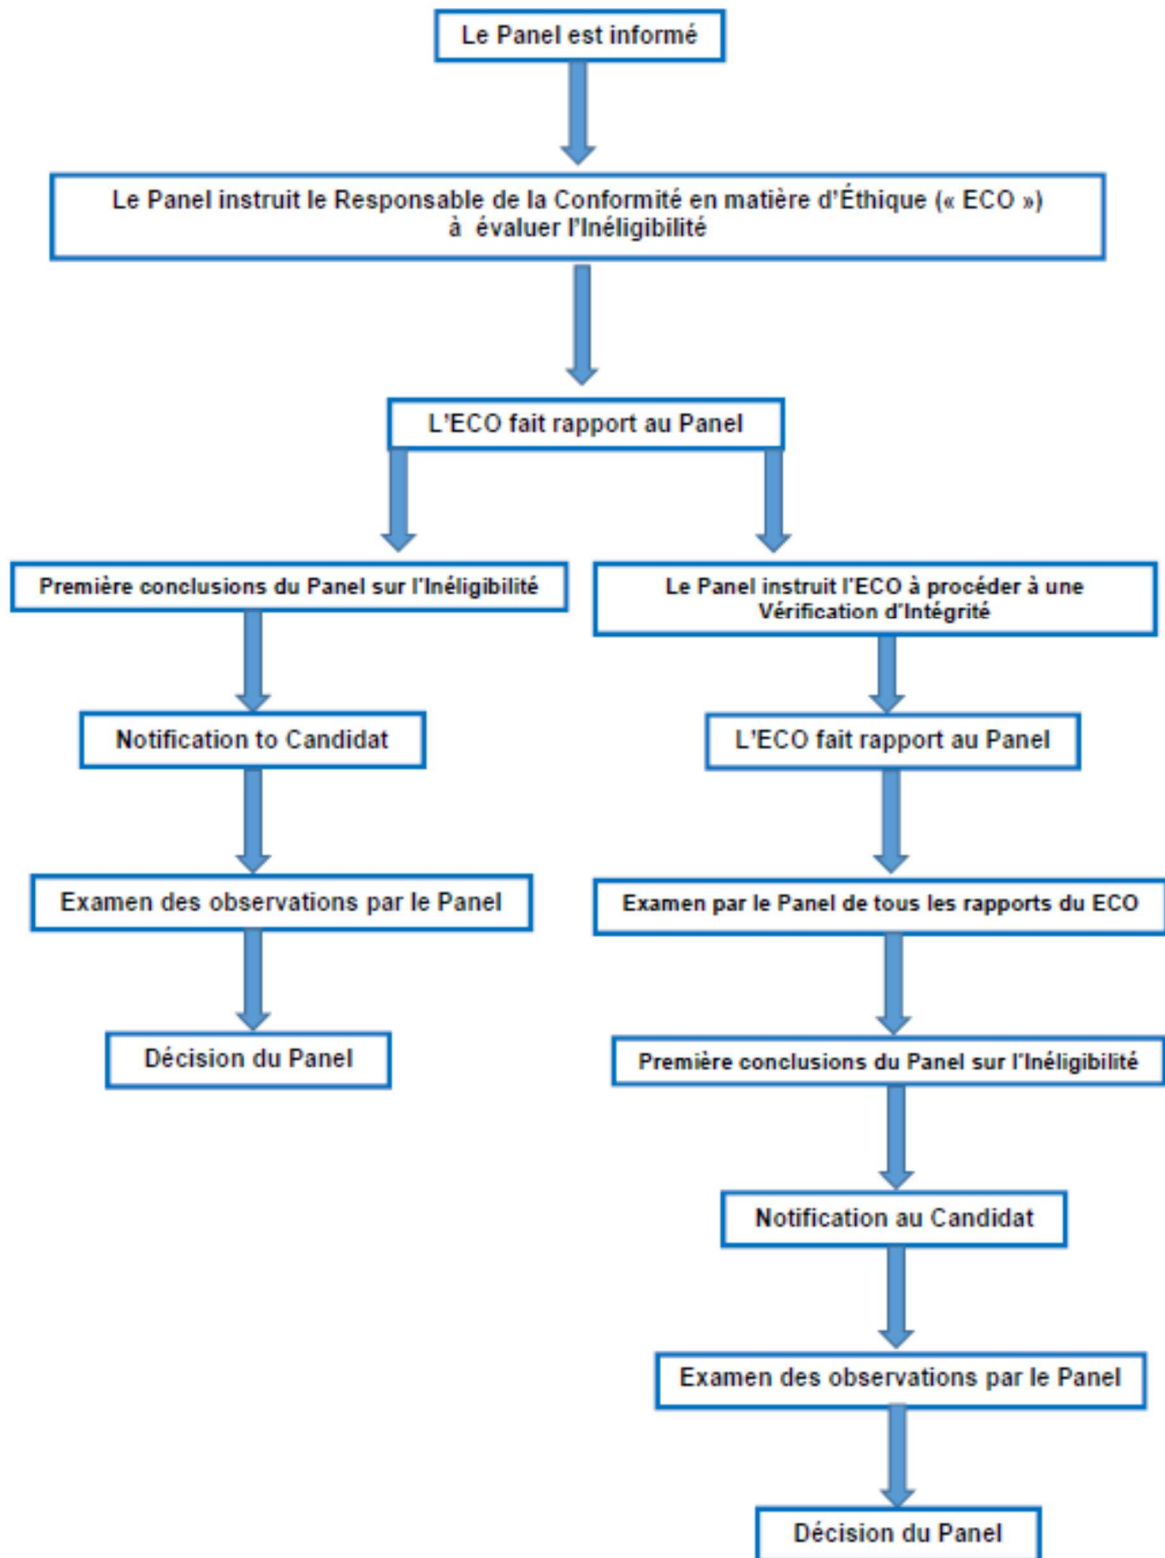 Le Panel est informé
Le Panel instruit le Responsable de la Conformité en matière d'Éthique (« ECO »)
à évaluer l'Inéligibilité
L'ECO fait rapport au Panel
Première conclusions du Panel sur l'Inéligibilité
Notification to Candidat
Examen des observations par le Panel
Décision du Panel
Le Panel instruit l'ECO à procéder à une
Vérification d'Intégrité
L'ECO fait rapport au Panel
Examen par le Panel de tous les rapports du ECO
Première conclusions du Panel sur l'Inéligibilité
Notification au Candidat
Examen des observations par le Panel
Décision du Panel